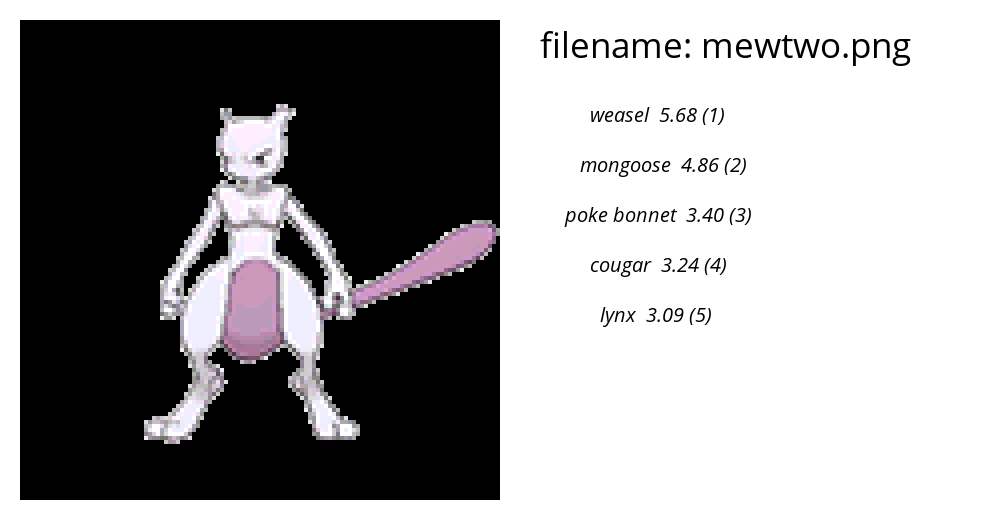 filename: mewtwo.png
weasel 5.68 (1)
mongoose 4.86 (2)
poke bonnet 3.40 (3)
cougar 3.24 (4)
lynx 3.09 (5)